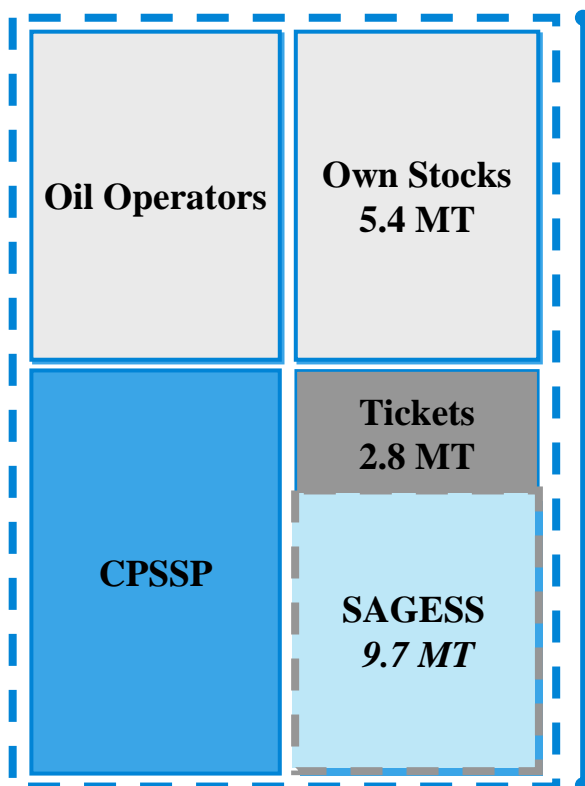 Oil Operators
Own Stocks
5.4 MT
CPSSP
Tickets
2.8 MT
SAGESS
9.7 MT